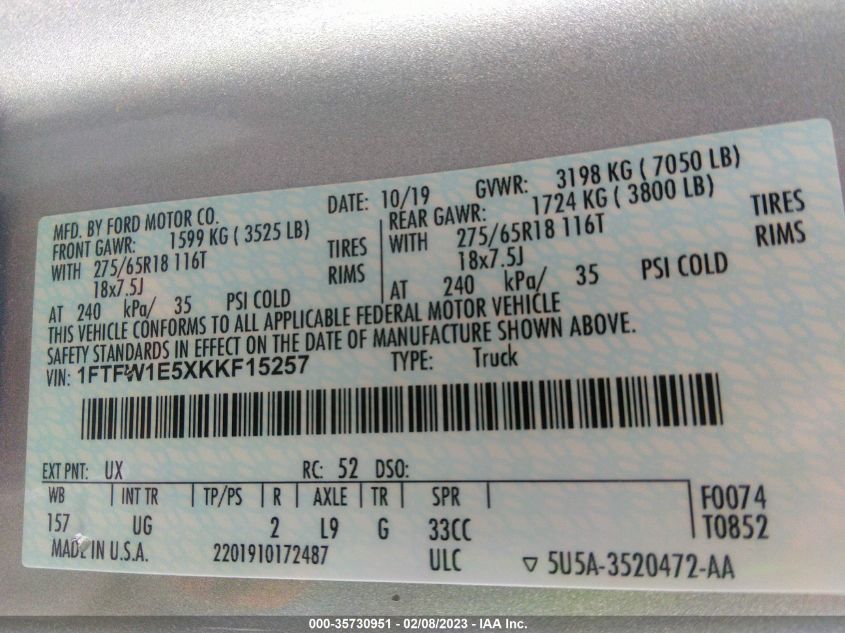 MFD. BY FORD MOTOR CO. DATE: 10/19 GVWR: 3198 KG ( 7050 LB)
FRONT GAWR: 1599 KG ( 3525 LB) REAR GAWR: 1724 KG ( 3800 LB)
WITH 275/65R18 116T TIRES WITH 275/65R18 116T TIRES
18x7.5J RIMS 18x7.5J RIMS
AT 240 kPa/ 35 PSI COLD AT 240 kPa/ 35 PSI COLD
THIS VEHICLE CONFORMS TO ALL APPLICABLE FEDERAL MOTOR VEHICLE
SAFETY STANDARDS IN EFFECT ON THE DATE OF MANUFACTURE SHOWN ABOVE.
VIN: 1FTFW1E5XKKF15257 TYPE: Truck
EXT PNT: UX RC: 52 DSO:
WB INT TR TP/PS R AXLE TR SPR F0074
157 UG 2 L9 G 33CC T0852
MADE IN U.S.A. 2201910172487 ULC ▽ 5U5A-3520472-AA
000-35730951 - 02/08/2023 - IAA Inc.